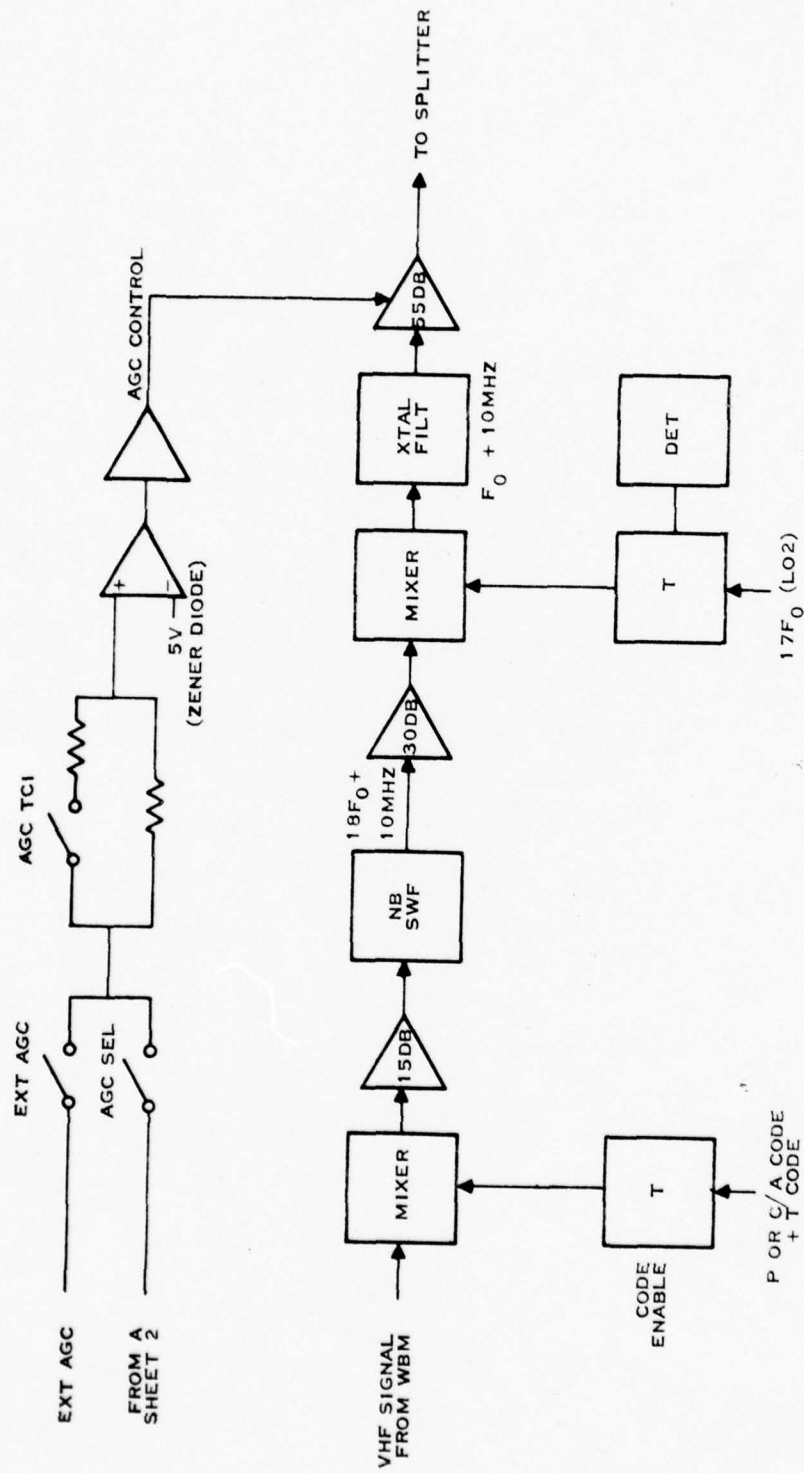 EXT AGC
EXT AGC
AGC SEL
FROM A
SHEET 2
AGC TC1
+
−
5V
(ZENER DIODE)
AGC CONTROL
VHF SIGNAL
FROM WBM
MIXER
15DB
NB
SWF
18F0 +
10MHZ
30DB
MIXER
XTAL
FILT
F0 + 10MHZ
55DB
TO SPLITTER
CODE
ENABLE
T
P OR C/A CODE
+ T CODE
T
DET
17F0 (LO2)